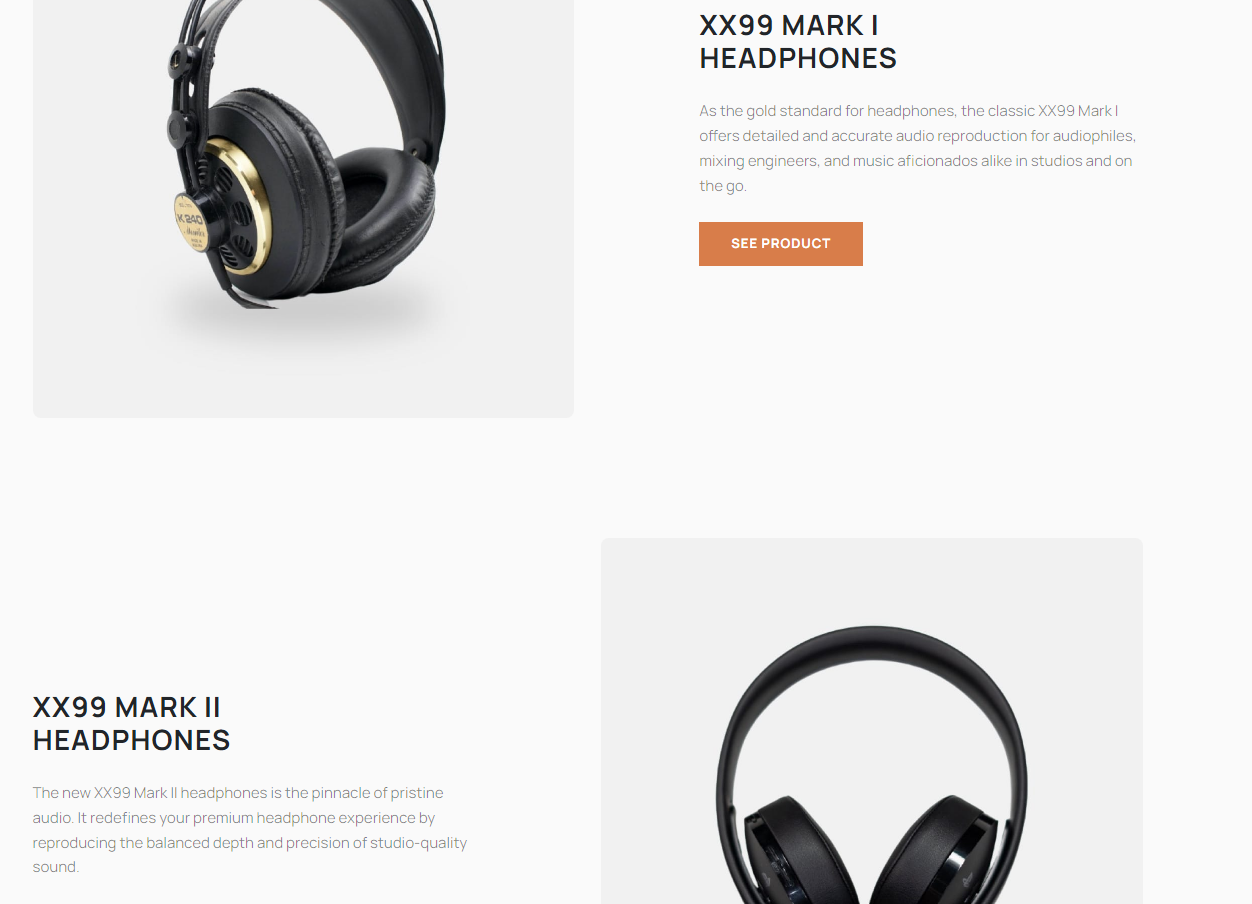 XX99 MARK I
HEADPHONES
As the gold standard for headphones, the classic XX99 Mark I
offers detailed and accurate audio reproduction for audiophiles,
mixing engineers, and music aficionados alike in studios and on
the go.
SEE PRODUCT
K 240
XX99 MARK II
HEADPHONES
The new XX99 Mark II headphones is the pinnacle of pristine
audio. It redefines your premium headphone experience by
reproducing the balanced depth and precision of studio-quality
sound.